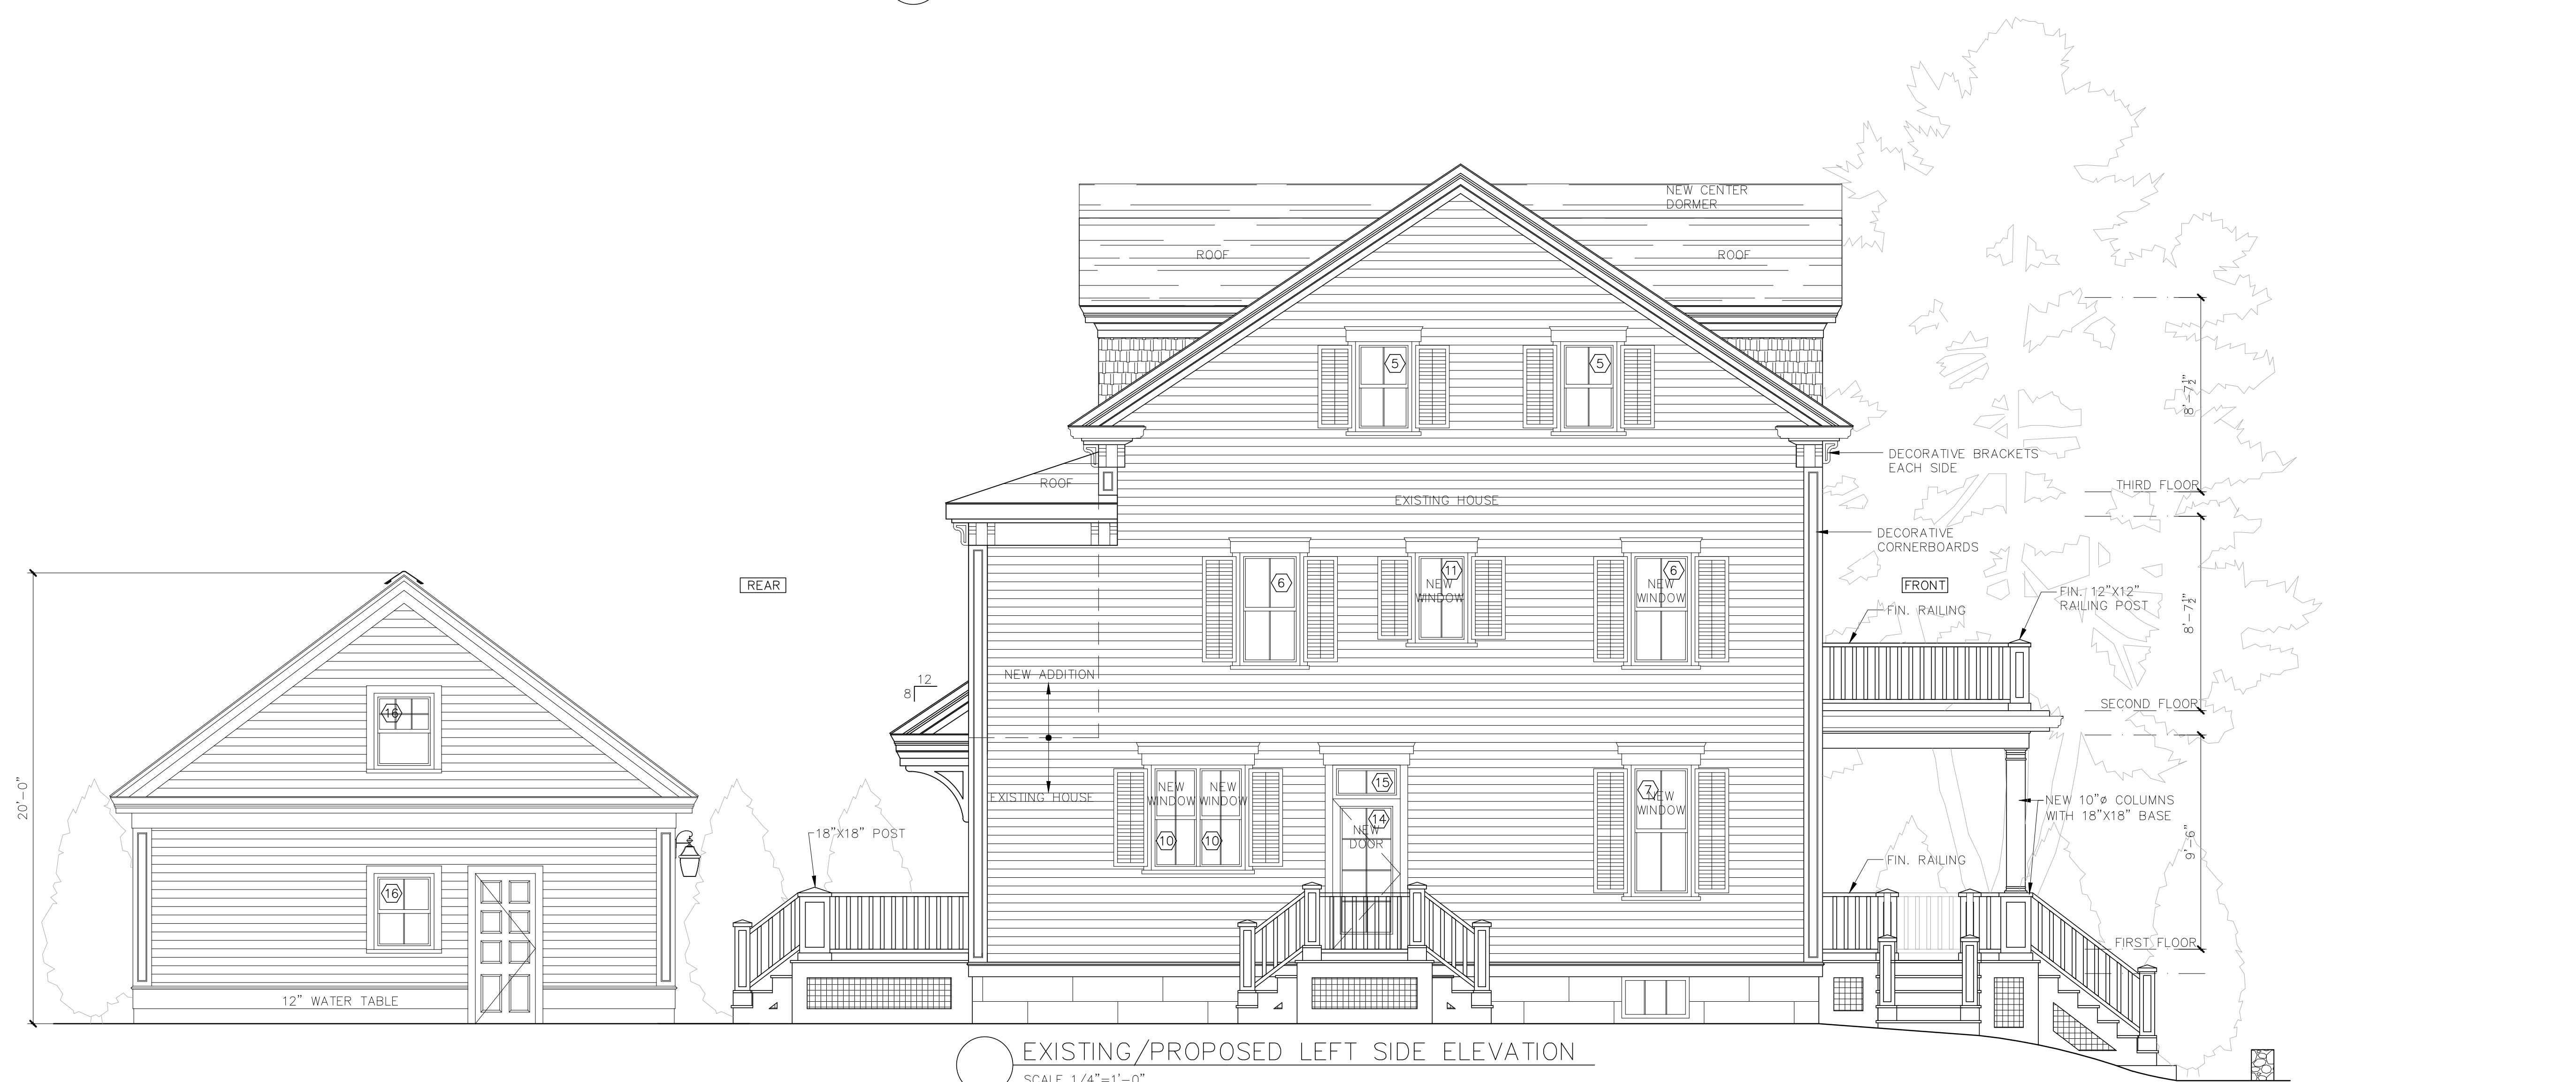 NEW CENTER
DORMER
ROOF
ROOF
5
5
8'-7 1/2"
DECORATIVE BRACKETS
EACH SIDE
ROOF
THIRD FLOOR
EXISTING HOUSE
DECORATIVE
CORNERBOARDS
REAR
6
11
NEW
WINDOW
6
NEW
WINDOW
FRONT
FIN. 12"X12"
RAILING POST
FIN. RAILING
8'-7 1/2"
NEW ADDITION
12
8
SECOND FLOOR
16
20'-0"
EXISTING HOUSE
NEW
WINDOW
NEW
WINDOW
10
10
15
14
NEW
DOOR
7
NEW
WINDOW
NEW 10"ø COLUMNS
WITH 18"X18" BASE
9'-6"
18"X18" POST
FIN. RAILING
16
FIRST FLOOR
12" WATER TABLE
EXISTING/PROPOSED LEFT SIDE ELEVATION
SCALE 1/4"=1'-0"